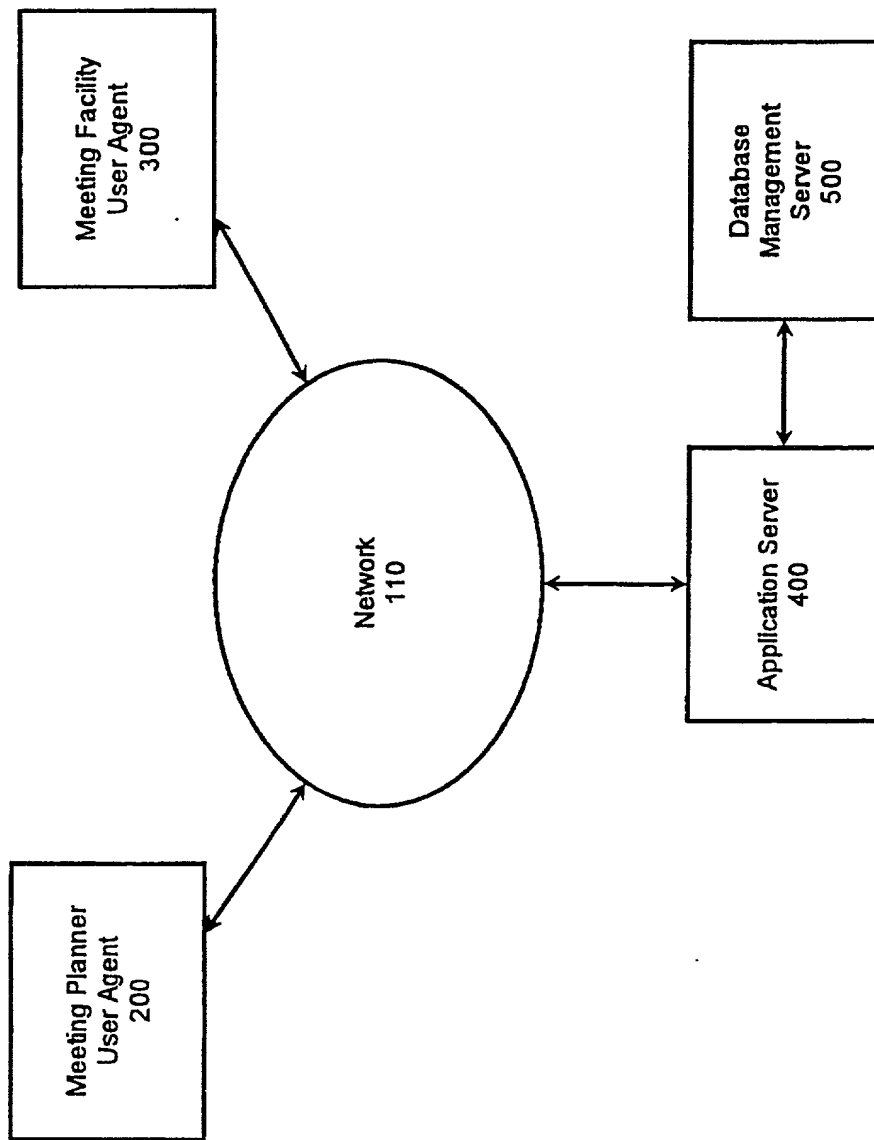 Meeting Planner
User Agent
200
Meeting Facility
User Agent
300
Network
110
Application Server
400
Database
Management
Server
500